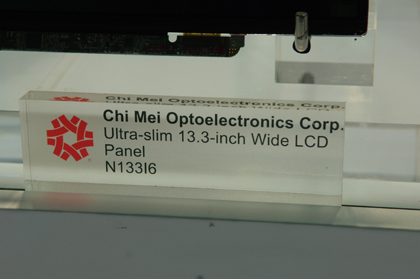 Chi Mei Optoelectronics Corp.
Chi Mei Optoelectronics Corp.
Ultra-slim 13.3-inch Wide LCD
Panel
N133I6